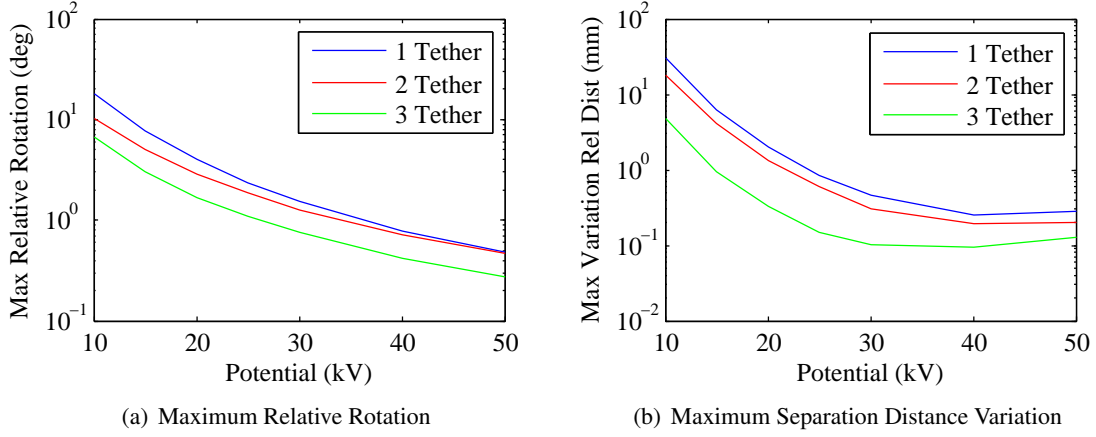 Max Relative Rotation (deg)
10^2
10^1
10^0
10^-1
10 20 30 40 50
Potential (kV)
1 Tether
2 Tether
3 Tether
(a) Maximum Relative Rotation
Max Variation Rel Dist (mm)
10^2
10^1
10^0
10^-1
10^-2
10 20 30 40 50
Potential (kV)
1 Tether
2 Tether
3 Tether
(b) Maximum Separation Distance Variation